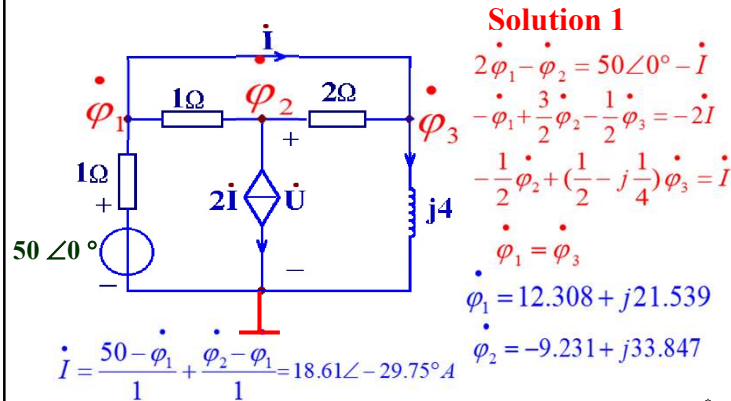 Solution 1
İ
2φ̇₁ − φ̇₂ = 50∠0° − İ
1Ω φ̇₂ 2Ω
φ̇₁ φ̇₃
−φ̇₁ + 3/2 φ̇₂ − 1/2 φ̇₃ = −2İ
+
1Ω
+
2İ U̇
j4
−1/2 φ̇₂ + (1/2 − j 1/4)φ̇₃ = İ
50 ∠0 °
φ̇₁ = φ̇₃
− −
φ̇₁ = 12.308 + j21.539
φ̇₂ = −9.231 + j33.847
İ = (50 − φ̇₁)/1 + (φ̇₂ − φ̇₁)/1 = 18.61∠ − 29.75° A